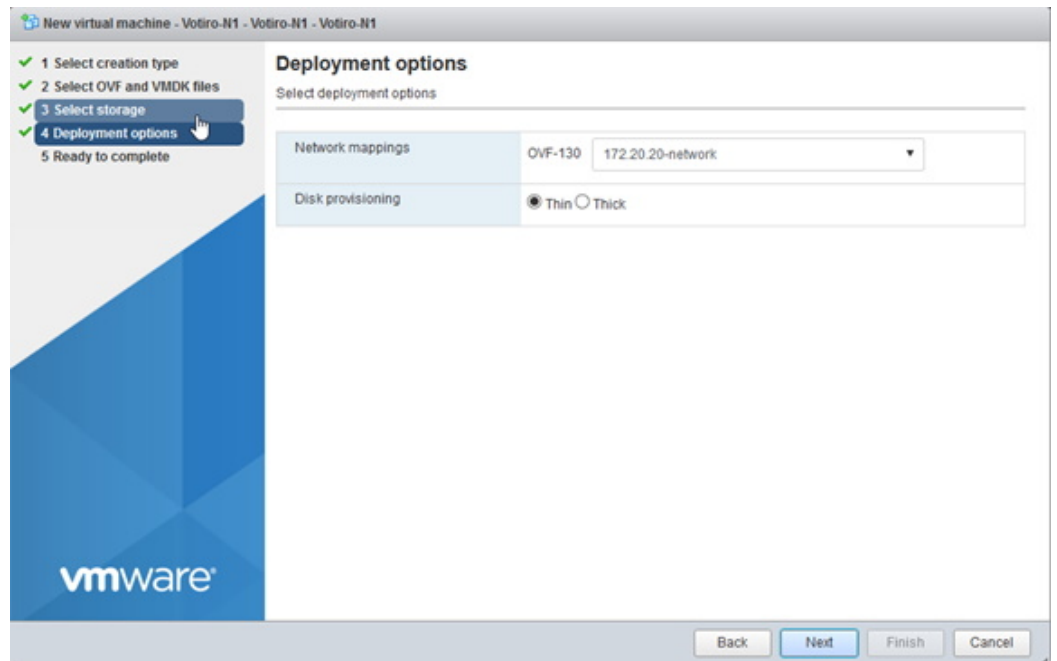 New virtual machine - Votiro-N1 - Votiro-N1 - Votiro-N1
1 Select creation type
2 Select OVF and VMDK files
3 Select storage
4 Deployment options
5 Ready to complete
Deployment options
Select deployment options
Network mappings
OVF-130
172.20.20-network
Disk provisioning
Thin
Thick
vmware®
Back
Next
Finish
Cancel